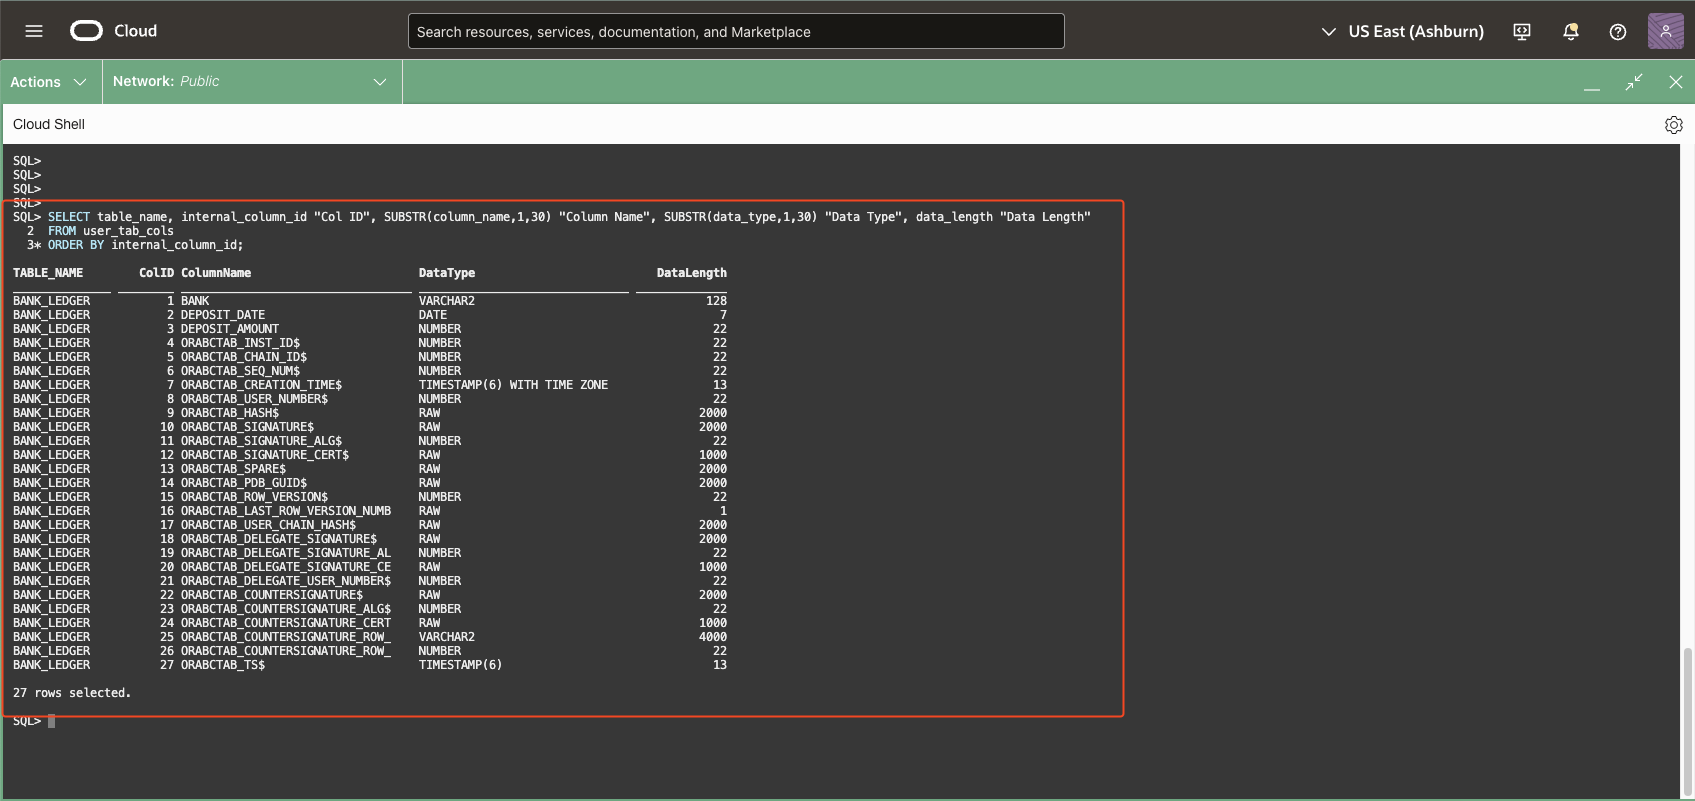 Cloud
Search resources, services, documentation, and Marketplace
US East (Ashburn)
Actions
Network: Public
Cloud Shell
SQL>
SQL>
SQL>
SQL>
SQL> SELECT table_name, internal_column_id "Col ID", SUBSTR(column_name,1,30) "Column Name", SUBSTR(data_type,1,30) "Data Type", data_length "Data Length"
2 FROM user_tab_cols
3* ORDER BY internal_column_id;
TABLE_NAME ColID ColumnName DataType DataLength
BANK_LEDGER 1 BANK VARCHAR2 128
BANK_LEDGER 2 DEPOSIT_DATE DATE 7
BANK_LEDGER 3 DEPOSIT_AMOUNT NUMBER 22
BANK_LEDGER 4 ORABCTAB_INST_ID$ NUMBER 22
BANK_LEDGER 5 ORABCTAB_CHAIN_ID$ NUMBER 22
BANK_LEDGER 6 ORABCTAB_SEQ_NUM$ NUMBER 22
BANK_LEDGER 7 ORABCTAB_CREATION_TIME$ TIMESTAMP(6) WITH TIME ZONE 13
BANK_LEDGER 8 ORABCTAB_USER_NUMBER$ NUMBER 22
BANK_LEDGER 9 ORABCTAB_HASH$ RAW 2000
BANK_LEDGER 10 ORABCTAB_SIGNATURE$ RAW 2000
BANK_LEDGER 11 ORABCTAB_SIGNATURE_ALG$ NUMBER 22
BANK_LEDGER 12 ORABCTAB_SIGNATURE_CERT$ RAW 1000
BANK_LEDGER 13 ORABCTAB_SPARE$ RAW 2000
BANK_LEDGER 14 ORABCTAB_PDB_GUID$ RAW 2000
BANK_LEDGER 15 ORABCTAB_ROW_VERSION$ NUMBER 22
BANK_LEDGER 16 ORABCTAB_LAST_ROW_VERSION_NUMB RAW 1
BANK_LEDGER 17 ORABCTAB_USER_CHAIN_HASH$ RAW 2000
BANK_LEDGER 18 ORABCTAB_DELEGATE_SIGNATURE$ RAW 2000
BANK_LEDGER 19 ORABCTAB_DELEGATE_SIGNATURE_AL NUMBER 22
BANK_LEDGER 20 ORABCTAB_DELEGATE_SIGNATURE_CE RAW 1000
BANK_LEDGER 21 ORABCTAB_DELEGATE_USER_NUMBER$ NUMBER 22
BANK_LEDGER 22 ORABCTAB_COUNTERSIGNATURE$ RAW 2000
BANK_LEDGER 23 ORABCTAB_COUNTERSIGNATURE_ALG$ NUMBER 22
BANK_LEDGER 24 ORABCTAB_COUNTERSIGNATURE_CERT RAW 1000
BANK_LEDGER 25 ORABCTAB_COUNTERSIGNATURE_ROW_ VARCHAR2 4000
BANK_LEDGER 26 ORABCTAB_COUNTERSIGNATURE_ROW_ NUMBER 22
BANK_LEDGER 27 ORABCTAB_TS$ TIMESTAMP(6) 13
27 rows selected.
SQL>